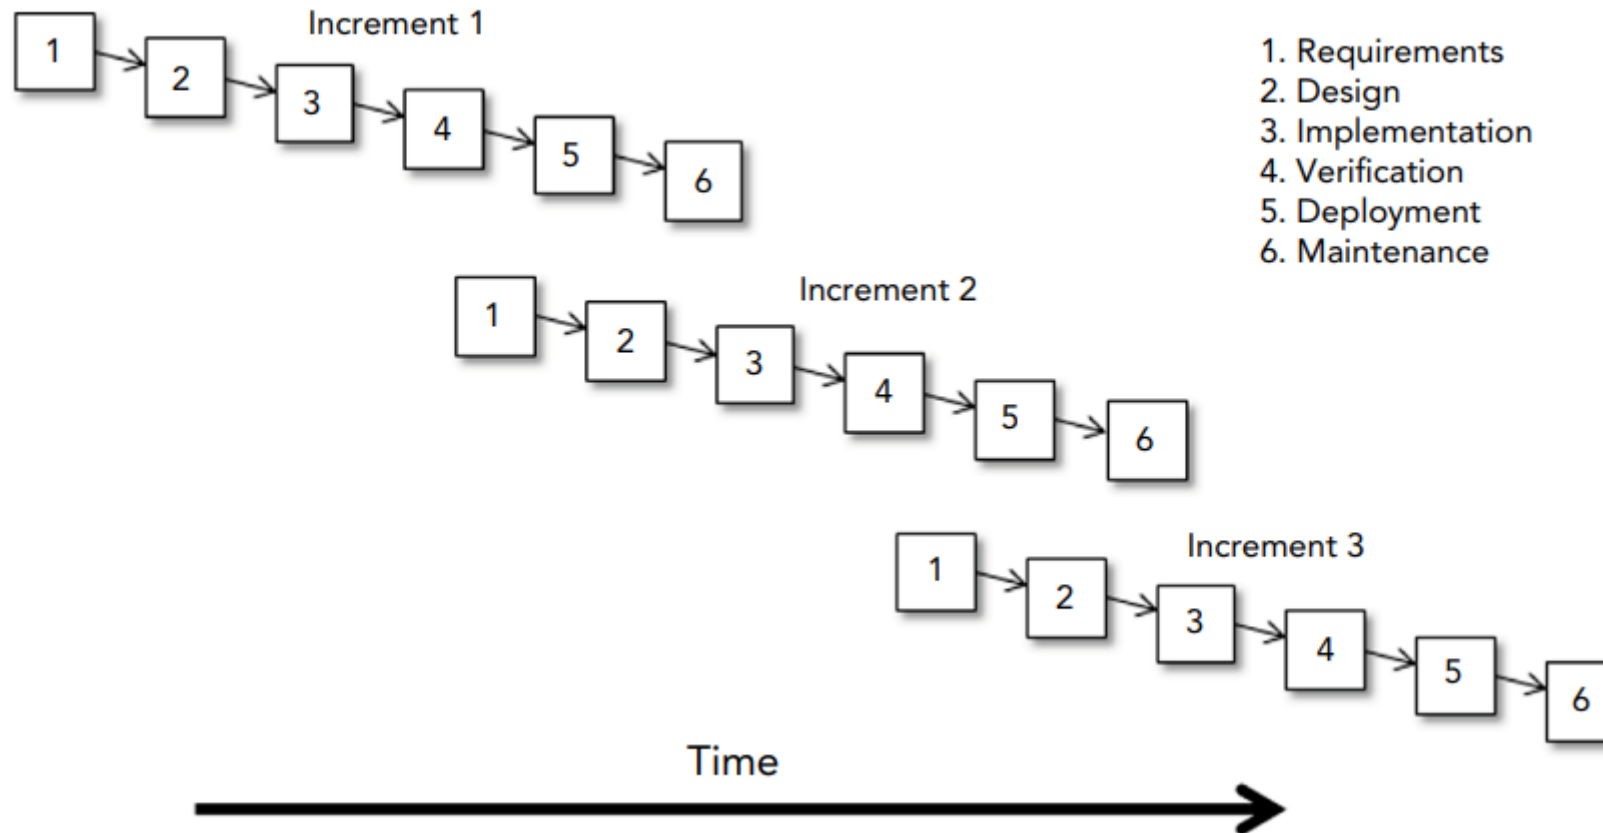 Increment 1
1
2
3
4
5
6
1. Requirements
2. Design
3. Implementation
4. Verification
5. Deployment
6. Maintenance
Increment 2
1
2
3
4
5
6
Increment 3
1
2
3
4
5
6
Time